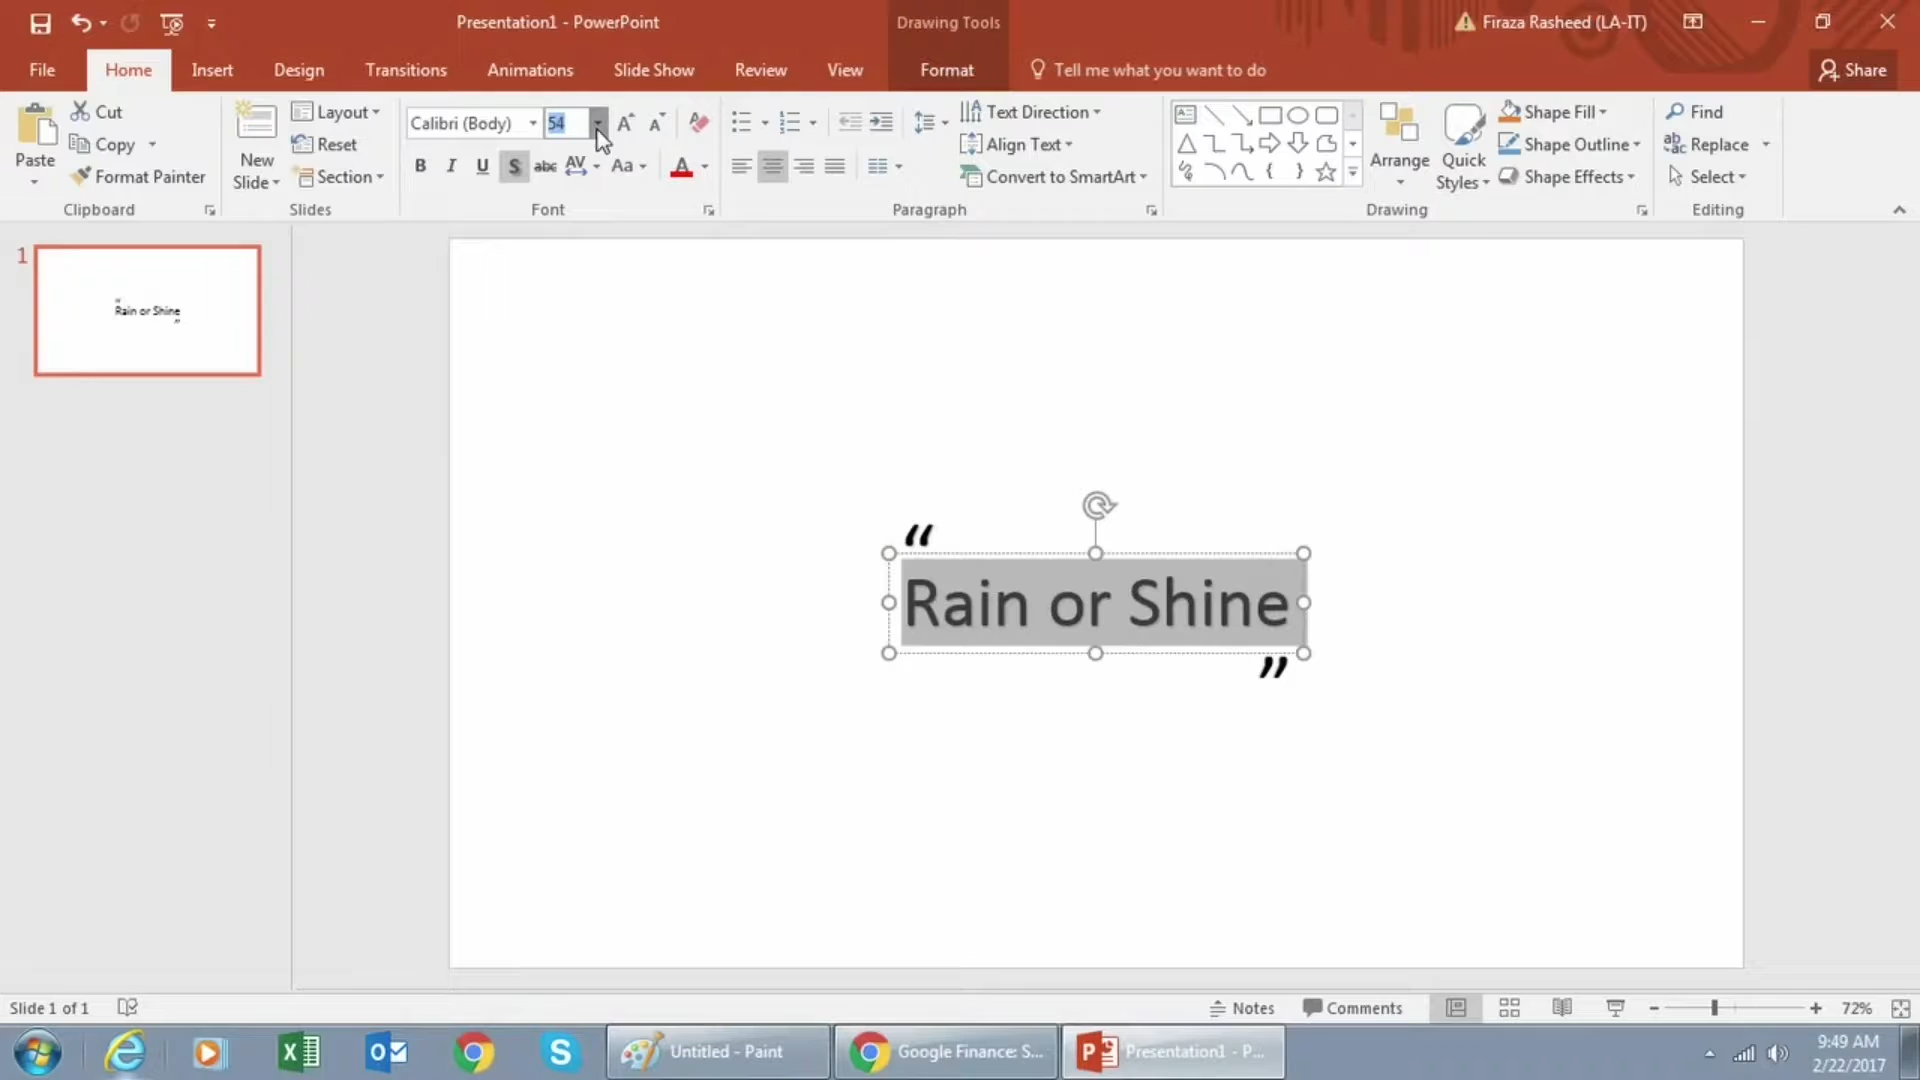 Presentation1 - PowerPoint
Drawing Tools
Firaza Rasheed (LA-IT)
File Home Insert Design Transitions Animations Slide Show Review View Format Tell me what you want to do Share
Cut
Copy
Format Painter
Paste
Clipboard
New Slide
Layout
Reset
Section
Slides
Calibri (Body) 54
B I U S abc AV Aa A
Font
Text Direction
Align Text
Convert to SmartArt
Paragraph
Arrange
Quick Styles
Shape Fill
Shape Outline
Shape Effects
Drawing
Find
Replace
Select
Editing
1
“
Rain or Shine
”
“
Rain or Shine
”
Slide 1 of 1
Notes Comments 72%
Untitled - Paint
Google Finance: S...
Presentation1 - P...
9:49 AM
2/22/2017